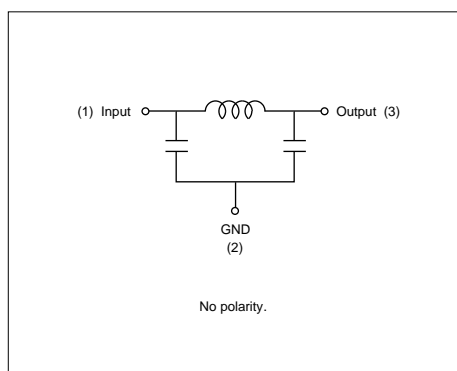 (1) Input Output (3)
GND
(2)
No polarity.